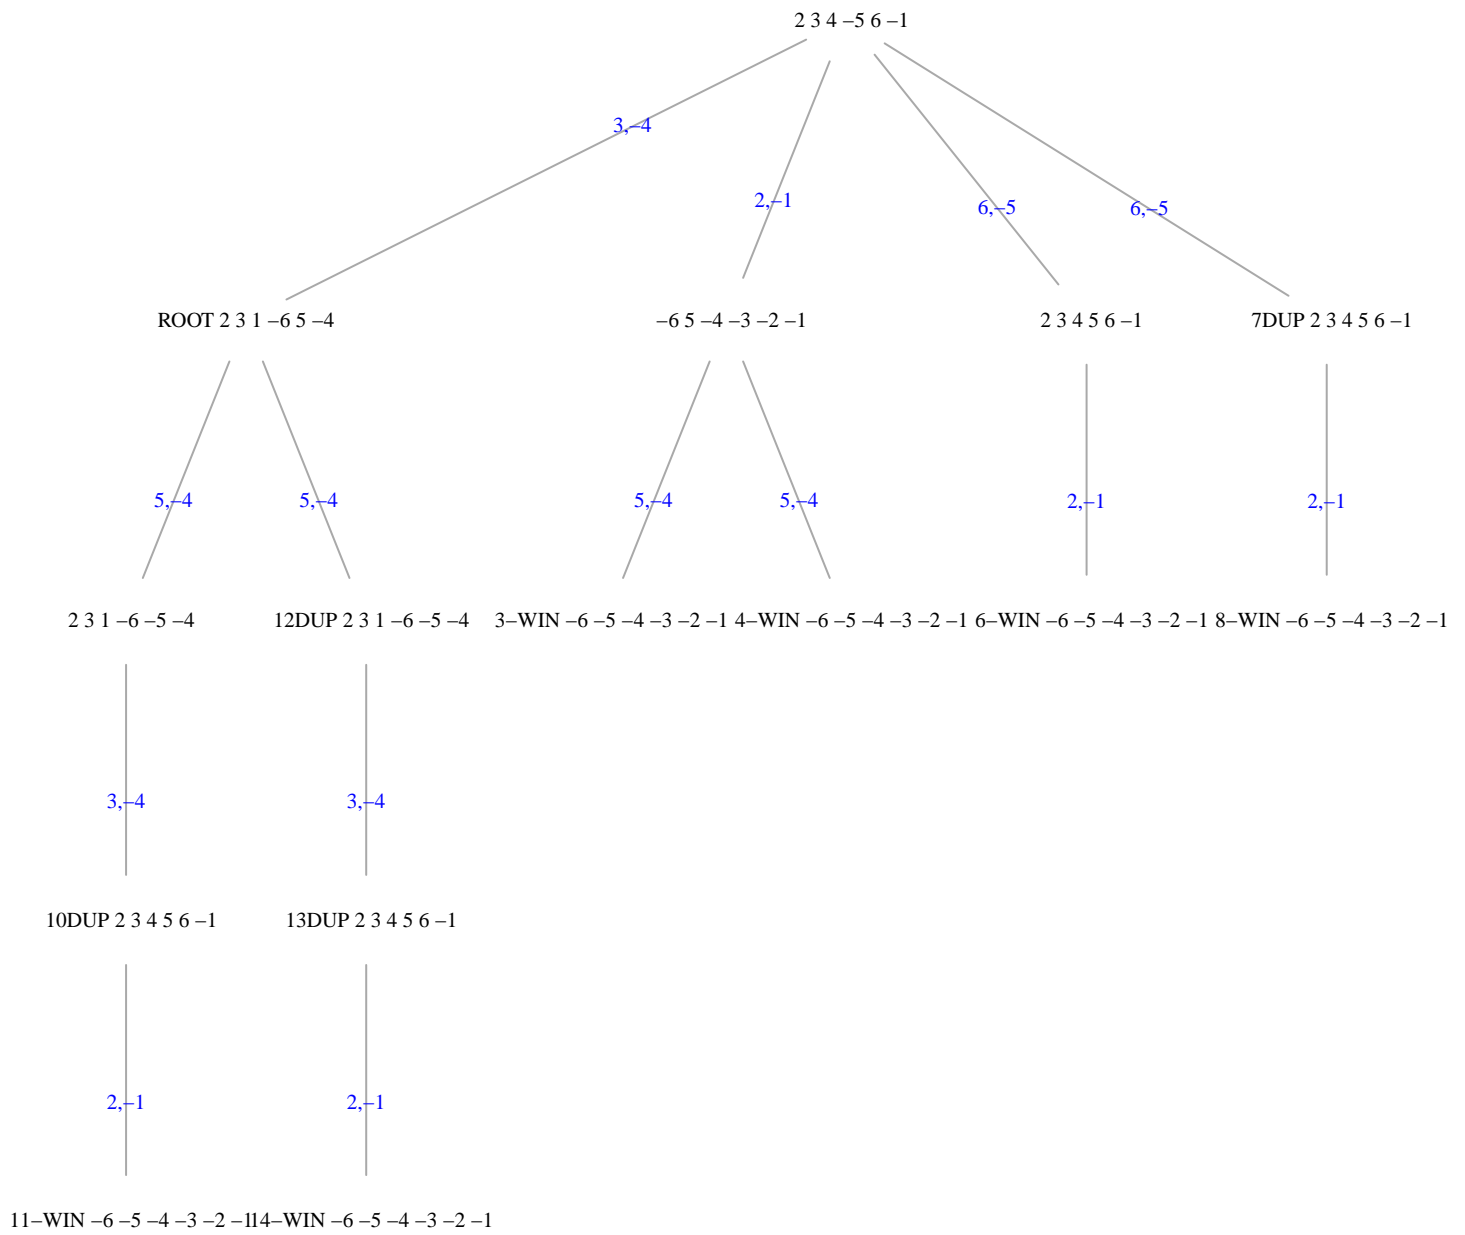 2 3 4 –5 6 –1
3,–4
2,–1
6,–5
6,–5
ROOT 2 3 1 –6 5 –4
–6 5 –4 –3 –2 –1
2 3 4 5 6 –1
7DUP 2 3 4 5 6 –1
5,–4
5,–4
5,–4
5,–4
2,–1
2,–1
2 3 1 –6 –5 –4
12DUP 2 3 1 –6 –5 –4
3–WIN –6 –5 –4 –3 –2 –1
4–WIN –6 –5 –4 –3 –2 –1
6–WIN –6 –5 –4 –3 –2 –1
8–WIN –6 –5 –4 –3 –2 –1
3,–4
3,–4
10DUP 2 3 4 5 6 –1
13DUP 2 3 4 5 6 –1
2,–1
2,–1
11–WIN –6 –5 –4 –3 –2 –1
14–WIN –6 –5 –4 –3 –2 –1